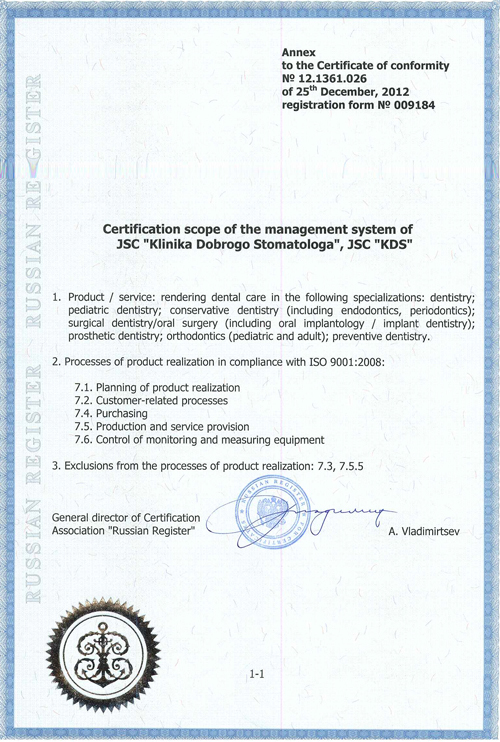 Annex
to the Certificate of conformity
№ 12.1361.026
of 25th December, 2012
registration form № 009184
RUSSIAN REGISTER - RUSSIAN REGISTER
Certification scope of the management system of
JSC "Klinika Dobrogo Stomatologa", JSC "KDS"
1. Product / service: rendering dental care in the following specializations: dentistry;
pediatric dentistry; conservative dentistry (including endodontics, periodontics);
surgical dentistry/oral surgery (including oral implantology / implant dentistry);
prosthetic dentistry; orthodontics (pediatric and adult); preventive dentistry.
2. Processes of product realization in compliance with ISO 9001:2008:
7.1. Planning of product realization
7.2. Customer-related processes
7.4. Purchasing
7.5. Production and service provision
7.6. Control of monitoring and measuring equipment
3. Exclusions from the processes of product realization: 7.3, 7.5.5
General director of Certification
Association "Russian Register"
A. Vladimirtsev
1-1